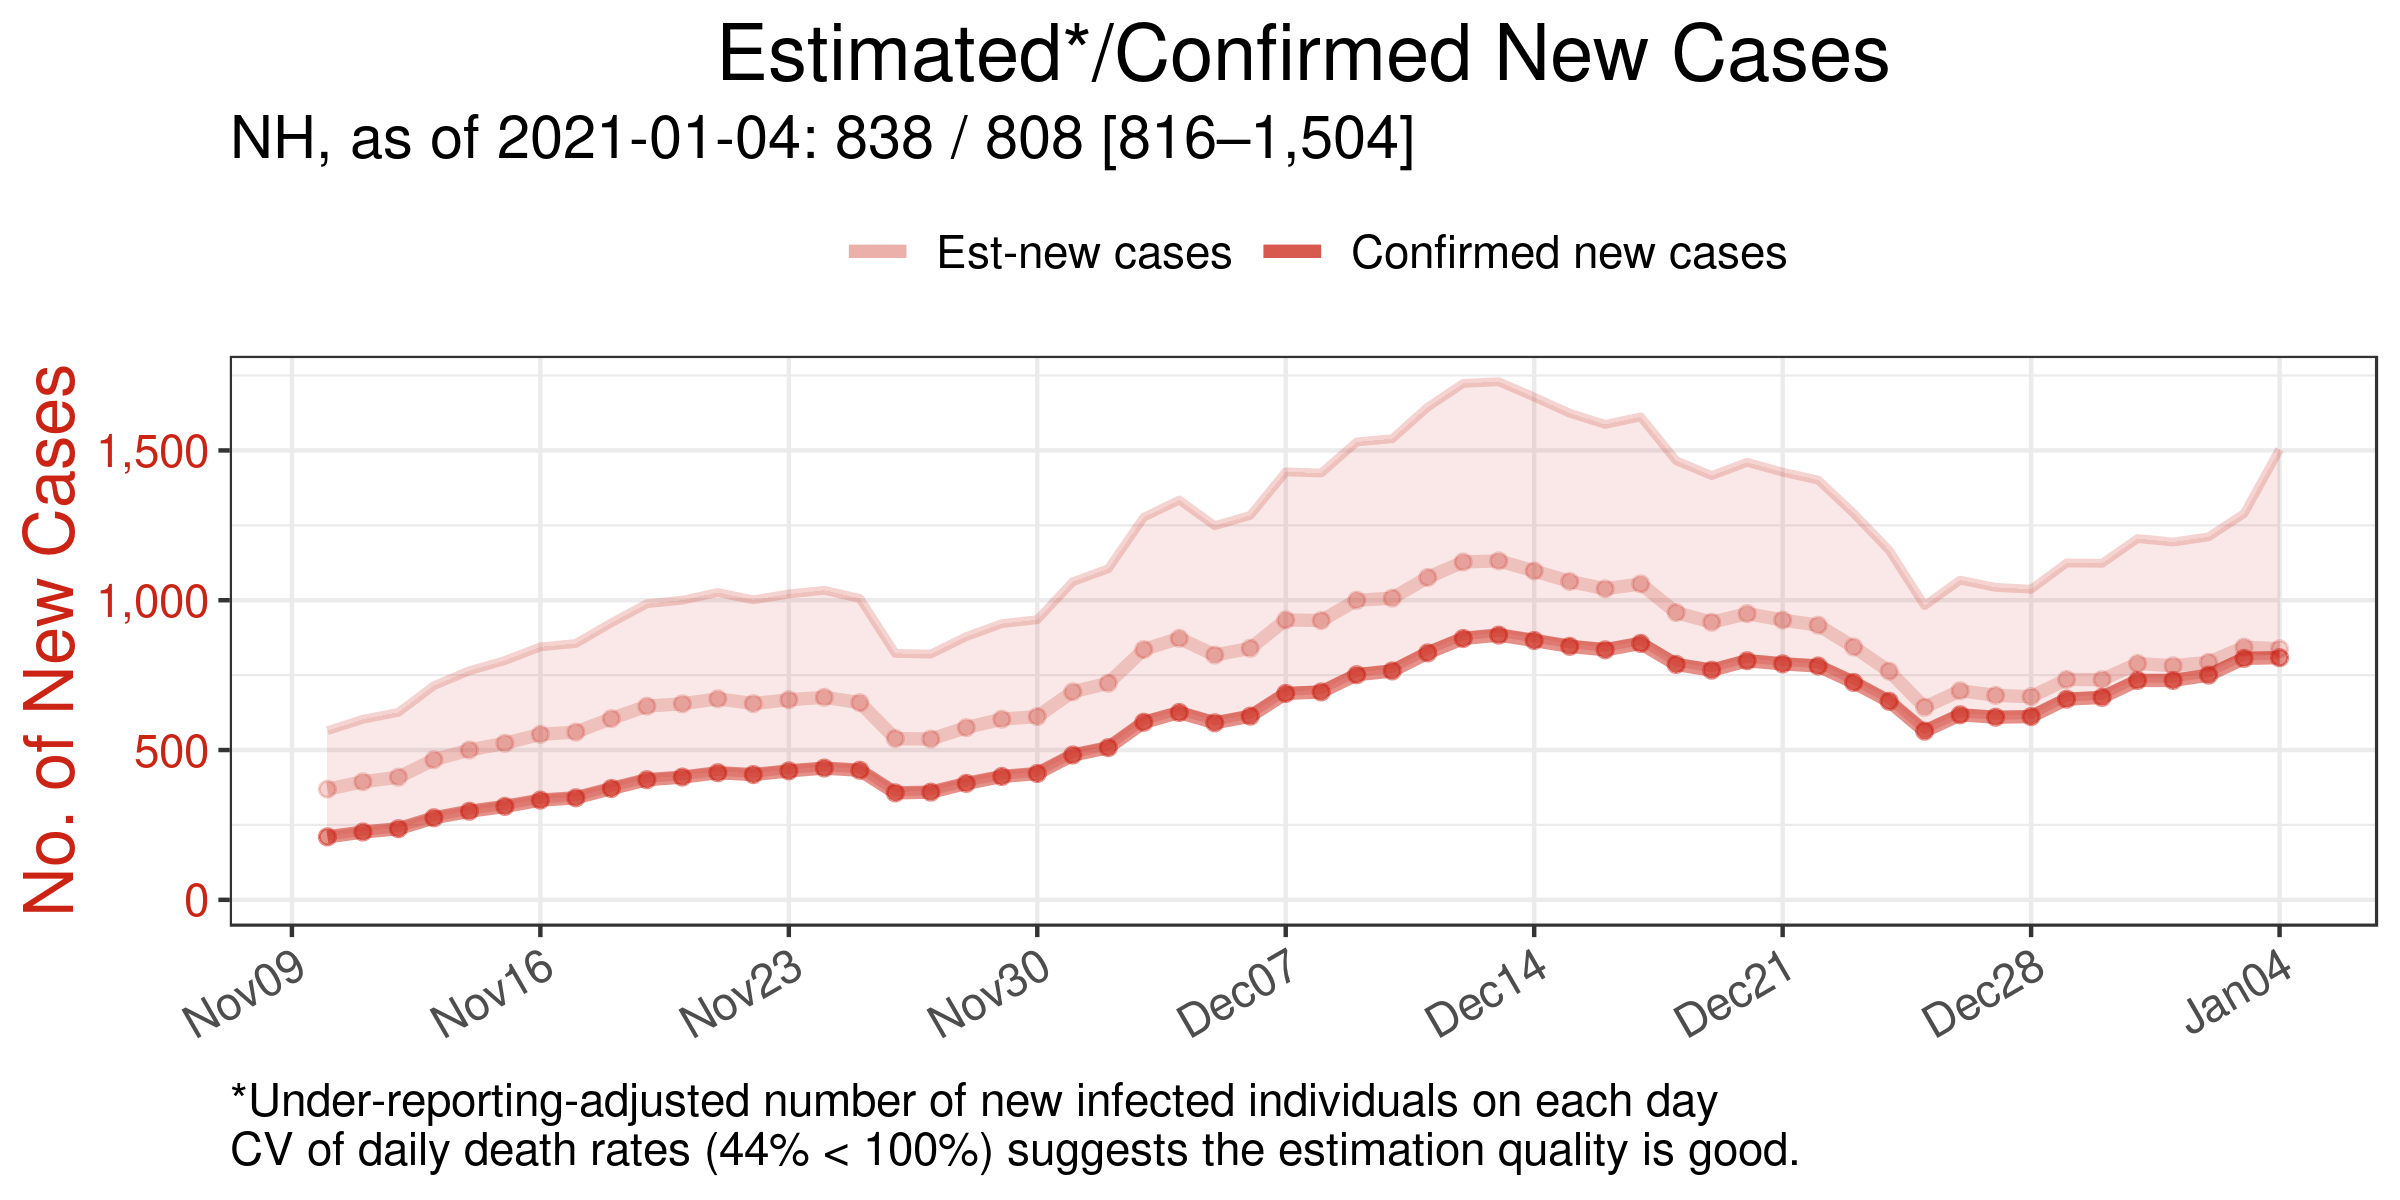 Estimated*/Confirmed New Cases
NH, as of 2021-01-04: 838 / 808 [816–1,504]
Est-new cases
Confirmed new cases
No. of New Cases
1,500
1,000
500
0
Nov09
Nov16
Nov23
Nov30
Dec07
Dec14
Dec21
Dec28
Jan04
*Under-reporting-adjusted number of new infected individuals on each day
CV of daily death rates (44% < 100%) suggests the estimation quality is good.